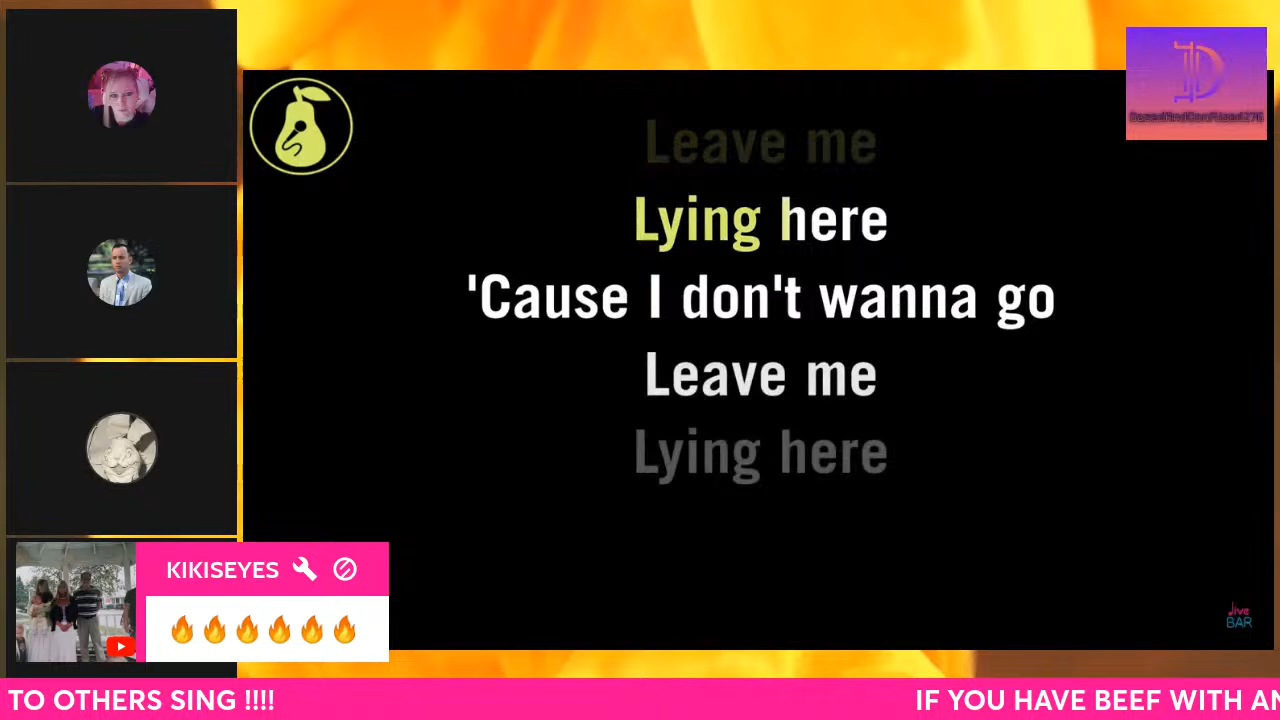 Leave me
Lying here
'Cause I don't wanna go
Leave me
Lying here
KIKISEYES
🔥🔥🔥🔥🔥🔥
Jive
BAR
TO OTHERS SING !!!! IF YOU HAVE BEEF WITH AN